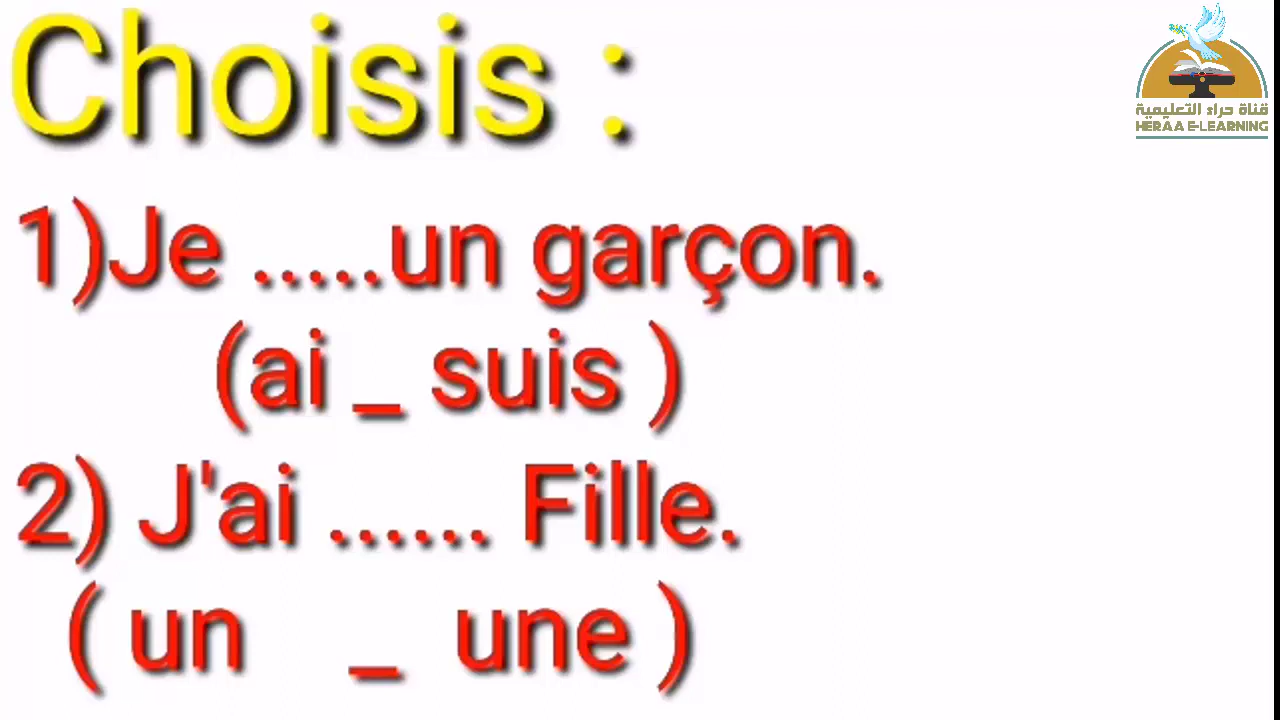 Choisis :
قناة حراء التعليمية
HERAA E-LEARNING
1)Je .....un garçon.
(ai _ suis )
2) J'ai ...... Fille.
( un _ une )